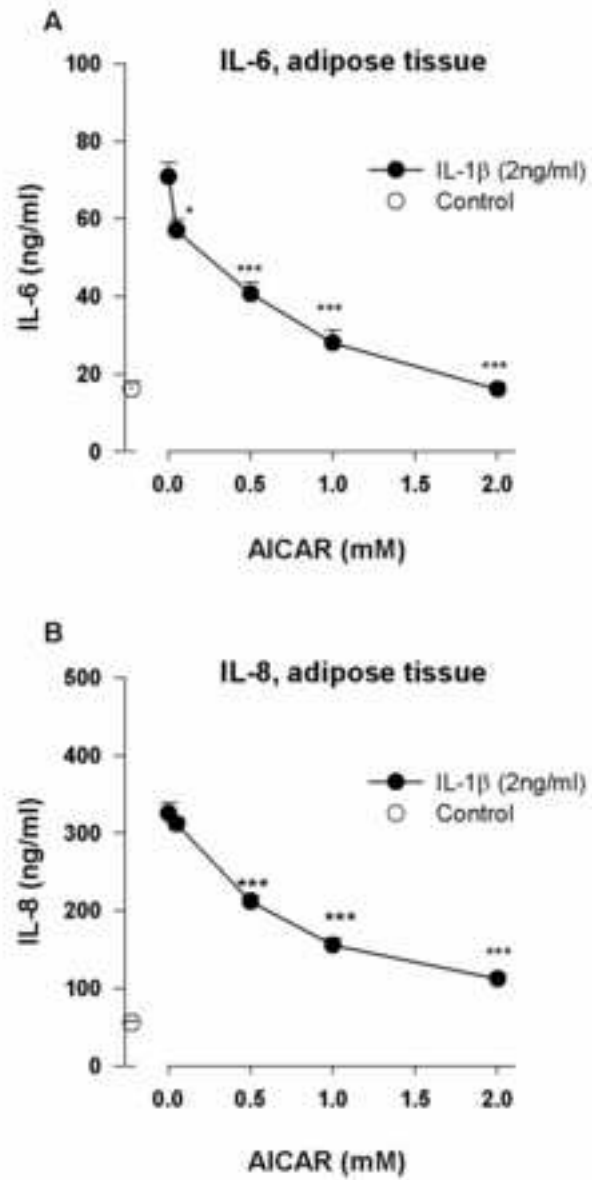 A
IL-6, adipose tissue
100
80
IL-1β (2ng/ml)
Control
60
*
IL-6 (ng/ml)
***
40
***
20
***
0
0.0 0.5 1.0 1.5 2.0
AICAR (mM)
B
IL-8, adipose tissue
500
400
IL-1β (2ng/ml)
Control
300
IL-8 (ng/ml)
***
200
***
***
100
0
0.0 0.5 1.0 1.5 2.0
AICAR (mM)